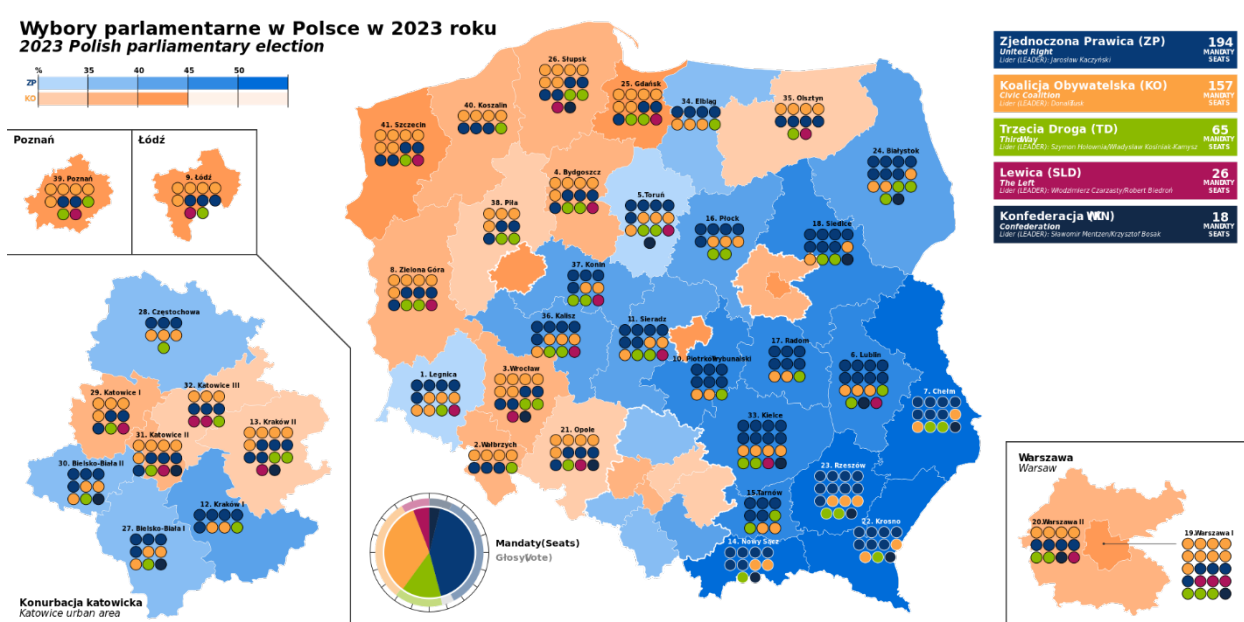 Wybory parlamentarne w Polsce w 2023 roku
2023 Polish parliamentary election
% 35 40 45 50
ZP
KO
Zjednoczona Prawica (ZP) 194
United Right MANDATY
Lider (LEADER): Jarosław Kaczyński SEATS
Koalicja Obywatelska (KO) 157
Civic Coalition MANDATY
Lider (LEADER): Donald Tusk SEATS
Trzecia Droga (TD) 65
Third Way MANDATY
Lider (LEADER): Szymon Hołownia/Władysław Kosiniak-Kamysz SEATS
Lewica (SLD) 26
The Left MANDATY
Lider (LEADER): Włodzimierz Czarzasty/Robert Biedroń SEATS
Konfederacja 18
Confederation MANDATY
Lider (LEADER): Sławomir Mentzen/Krzysztof Bosak SEATS
Poznań
39. Poznań
Łódź
9. Łódź
26. Słupsk
25. Gdańsk
40. Koszalin
34. Elbląg
35. Olsztyn
41. Szczecin
24. Białystok
4. Bydgoszcz
5.Toruń
38. Piła
16. Płock
18. Siedlce
8. Zielona Góra
37. Konin
36. Kalisz
11. Sieradz
10. Piotrków Trybunalski
17. Radom
6. Lublin
1. Legnica
3.Wrocław
7. Chełm
2.Wałbrzych
21. Opole
33. Kielce
23. Rzeszów
15.Tarnów
22. Krosno
14. Nowy Sącz
28. Częstochowa
29. Katowice I
32. Katowice III
31. Katowice II
13. Kraków II
30. Bielsko-Biała II
12. Kraków I
27. Bielsko-Biała I
Konurbacja katowicka
Katowice urban area
Mandaty(Seats)
Głosy(Vote)
Warszawa
Warsaw
20.Warszawa II
19.Warszawa I